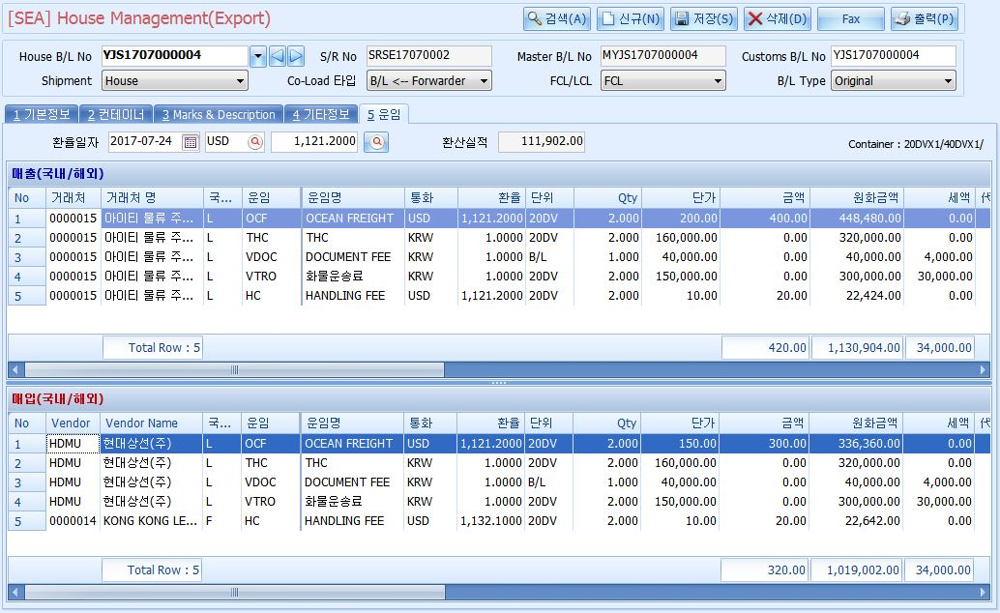 [SEA] House Management(Export) 검색(A) 신규(N) 저장(S) 삭제(D) Fax 출력(P)
House B/L No YJS1707000004 S/R No SRSE17070002 Master B/L No MYJS1707000004 Customs B/L No YJS1707000004
Shipment House Co-Load 타입 B/L <-- Forwarder FCL/LCL FCL B/L Type Original
1 기본정보 2 컨테이너 3 Marks & Description 4 기타정보 5 운임
환율일자 2017-07-24 USD 1,121.2000 환산실적 111,902.00 Container : 20DVX1/40DVX1/
매출(국내/해외)
No 거래처 거래처 명 국... 운임 운임명 통화 환율 단위 Qty 단가 금액 원화금액 세액
1 0000015 아이티 물류 주... L OCF OCEAN FREIGHT USD 1,121.2000 20DV 2.000 200.00 400.00 448,480.00 0.00
2 0000015 아이티 물류 주... L THC THC KRW 1.0000 20DV 2.000 160,000.00 0.00 320,000.00 0.00
3 0000015 아이티 물류 주... L VDOC DOCUMENT FEE KRW 1.0000 B/L 1.000 40,000.00 0.00 40,000.00 4,000.00
4 0000015 아이티 물류 주... L VTRO 화물운송료 KRW 1.0000 20DV 2.000 150,000.00 0.00 300,000.00 30,000.00
5 0000015 아이티 물류 주... L HC HANDLING FEE USD 1,121.2000 20DV 2.000 10.00 20.00 22,424.00 0.00
Total Row : 5 420.00 1,130,904.00 34,000.00
매입(국내/해외)
No Vendor Vendor Name 국... 운임 운임명 통화 환율 단위 Qty 단가 금액 원화금액 세액
1 HDMU 현대상선(주) L OCF OCEAN FREIGHT USD 1,121.2000 20DV 2.000 150.00 300.00 336,360.00 0.00
2 HDMU 현대상선(주) L THC THC KRW 1.0000 20DV 2.000 160,000.00 0.00 320,000.00 0.00
3 HDMU 현대상선(주) L VDOC DOCUMENT FEE KRW 1.0000 B/L 1.000 40,000.00 0.00 40,000.00 4,000.00
4 HDMU 현대상선(주) L VTRO 화물운송료 KRW 1.0000 20DV 2.000 150,000.00 0.00 300,000.00 30,000.00
5 0000014 KONG KONG LE... F HC HANDLING FEE USD 1,132.1000 20DV 2.000 10.00 20.00 22,642.00 0.00
Total Row : 5 320.00 1,019,002.00 34,000.00